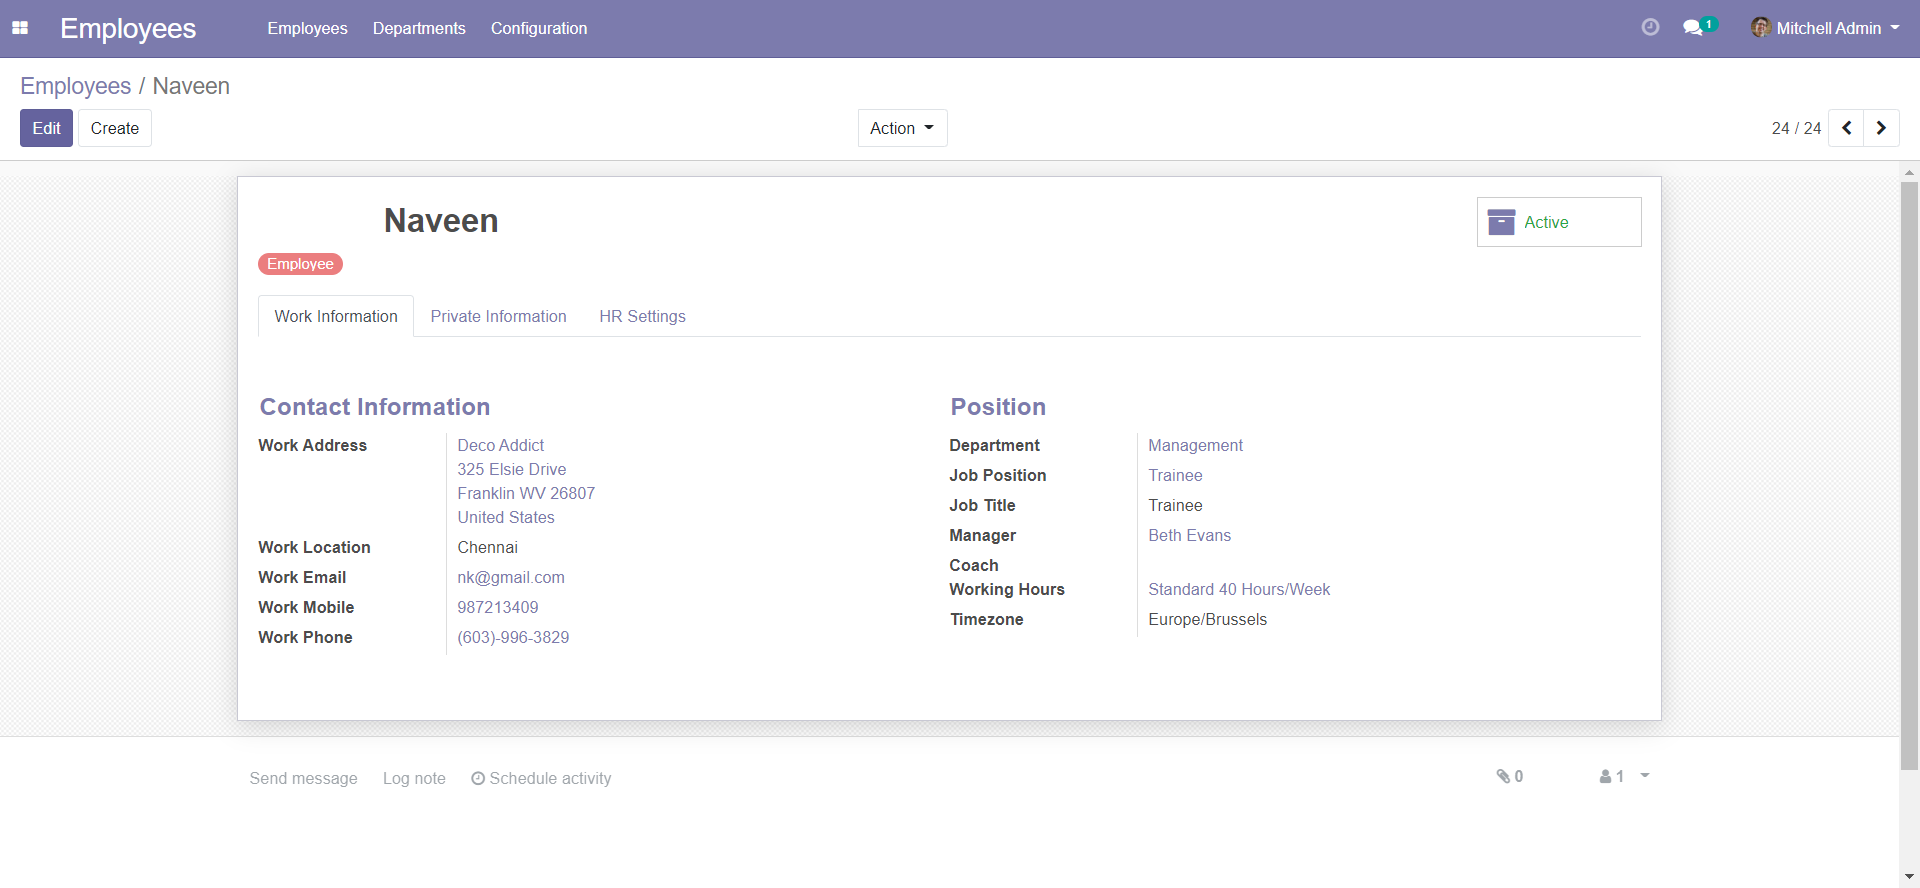 Employees Employees Departments Configuration 1 Mitchell Admin
Employees / Naveen
Edit Create Action 24 / 24
Naveen
Active
Employee
Work Information Private Information HR Settings
Contact Information
Work Address Deco Addict
325 Elsie Drive
Franklin WV 26807
United States
Work Location Chennai
Work Email nk@gmail.com
Work Mobile 987213409
Work Phone (603)-996-3829
Position
Department Management
Job Position Trainee
Job Title Trainee
Manager Beth Evans
Coach
Working Hours Standard 40 Hours/Week
Timezone Europe/Brussels
Send message Log note Schedule activity 0 1